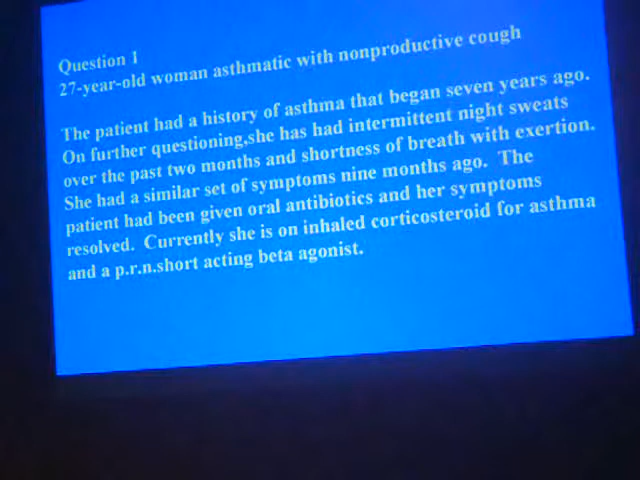 Question 1
27-year-old woman asthmatic with nonproductive cough
The patient had a history of asthma that began seven years ago.
On further questioning,she has had intermittent night sweats
over the past two months and shortness of breath with exertion.
She had a similar set of symptoms nine months ago. The
patient had been given oral antibiotics and her symptoms
resolved. Currently she is on inhaled corticosteroid for asthma
and a p.r.n.short acting beta agonist.